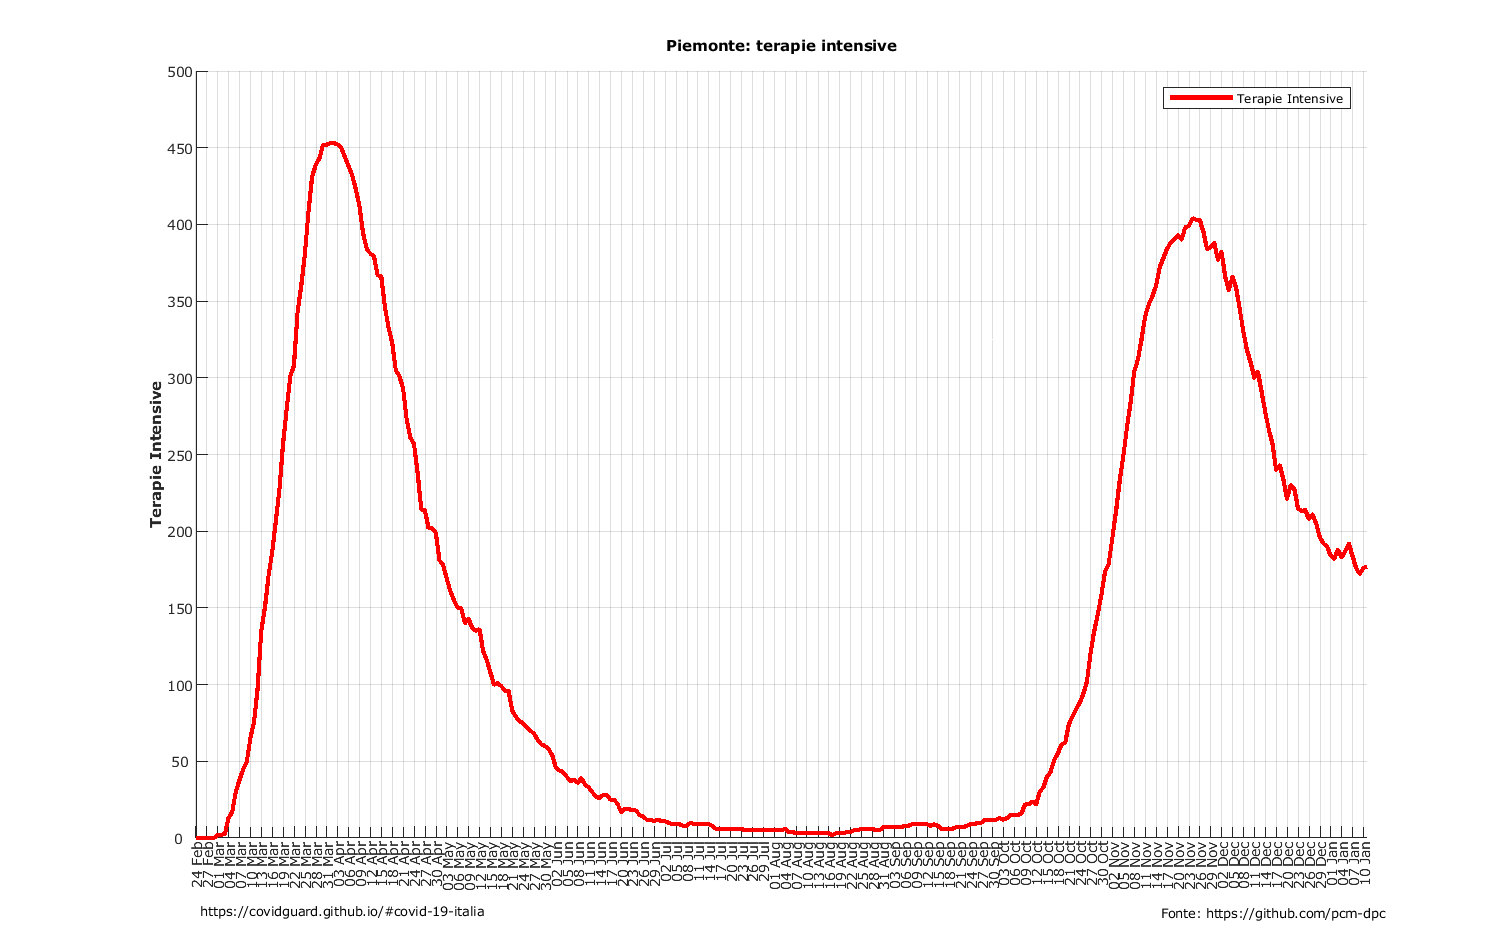 Piemonte: terapie intensive
Terapie Intensive
Terapie Intensive
500
450
400
350
300
250
200
150
100
50
0
24 Feb
27 Feb
01 Mar
04 Mar
07 Mar
10 Mar
13 Mar
16 Mar
19 Mar
22 Mar
25 Mar
28 Mar
31 Mar
03 Apr
06 Apr
09 Apr
12 Apr
15 Apr
18 Apr
21 Apr
24 Apr
27 Apr
30 Apr
03 May
06 May
09 May
12 May
15 May
18 May
21 May
24 May
27 May
30 May
02 Jun
05 Jun
08 Jun
11 Jun
14 Jun
17 Jun
20 Jun
23 Jun
26 Jun
29 Jun
02 Jul
05 Jul
08 Jul
11 Jul
14 Jul
17 Jul
20 Jul
23 Jul
26 Jul
29 Jul
01 Aug
04 Aug
07 Aug
10 Aug
13 Aug
16 Aug
19 Aug
22 Aug
25 Aug
28 Aug
31 Aug
03 Sep
06 Sep
09 Sep
12 Sep
15 Sep
18 Sep
21 Sep
24 Sep
27 Sep
30 Sep
03 Oct
06 Oct
09 Oct
12 Oct
15 Oct
18 Oct
21 Oct
24 Oct
27 Oct
30 Oct
02 Nov
05 Nov
08 Nov
11 Nov
14 Nov
17 Nov
20 Nov
23 Nov
26 Nov
29 Nov
02 Dec
05 Dec
08 Dec
11 Dec
14 Dec
17 Dec
20 Dec
23 Dec
26 Dec
29 Dec
01 Jan
04 Jan
07 Jan
10 Jan
https://covidguard.github.io/#covid-19-italia
Fonte: https://github.com/pcm-dpc